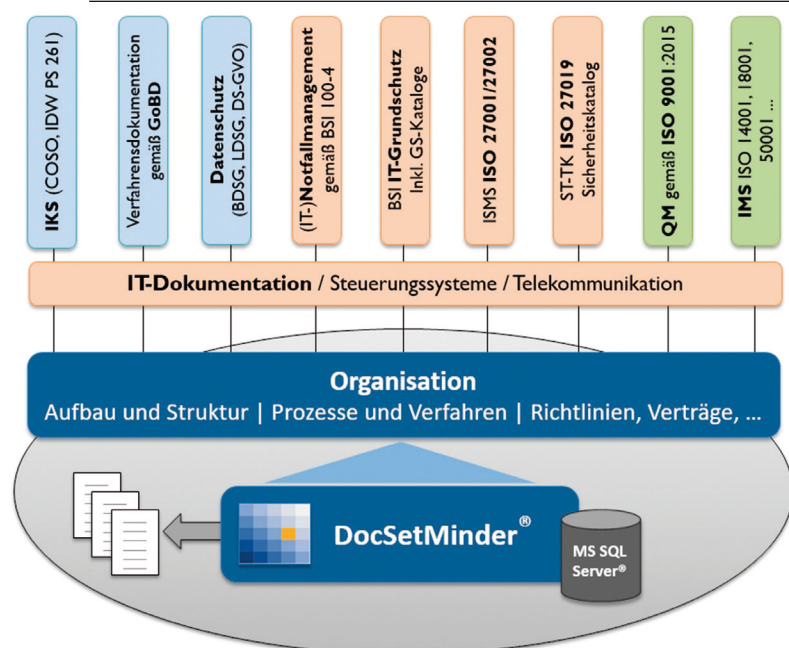 IKS (COSO, IDW PS 261)
Verfahrensdokumentation
gemäß GoBD
Datenschutz
(BDSG, LDSG, DS-GVO)
(IT-)Notfallmanagement
gemäß BSI 100-4
BSI IT-Grundschutz
Inkl. GS-Kataloge
ISMS ISO 27001/27002
ST-TK ISO 27019
Sicherheitskatalog
QM gemäß ISO 9001:2015
IMS ISO 14001, 18001,
50001 ...
IT-Dokumentation / Steuerungssysteme / Telekommunikation
Organisation
Aufbau und Struktur | Prozesse und Verfahren | Richtlinien, Verträge, ...
DocSetMinder®
MS SQL
Server®